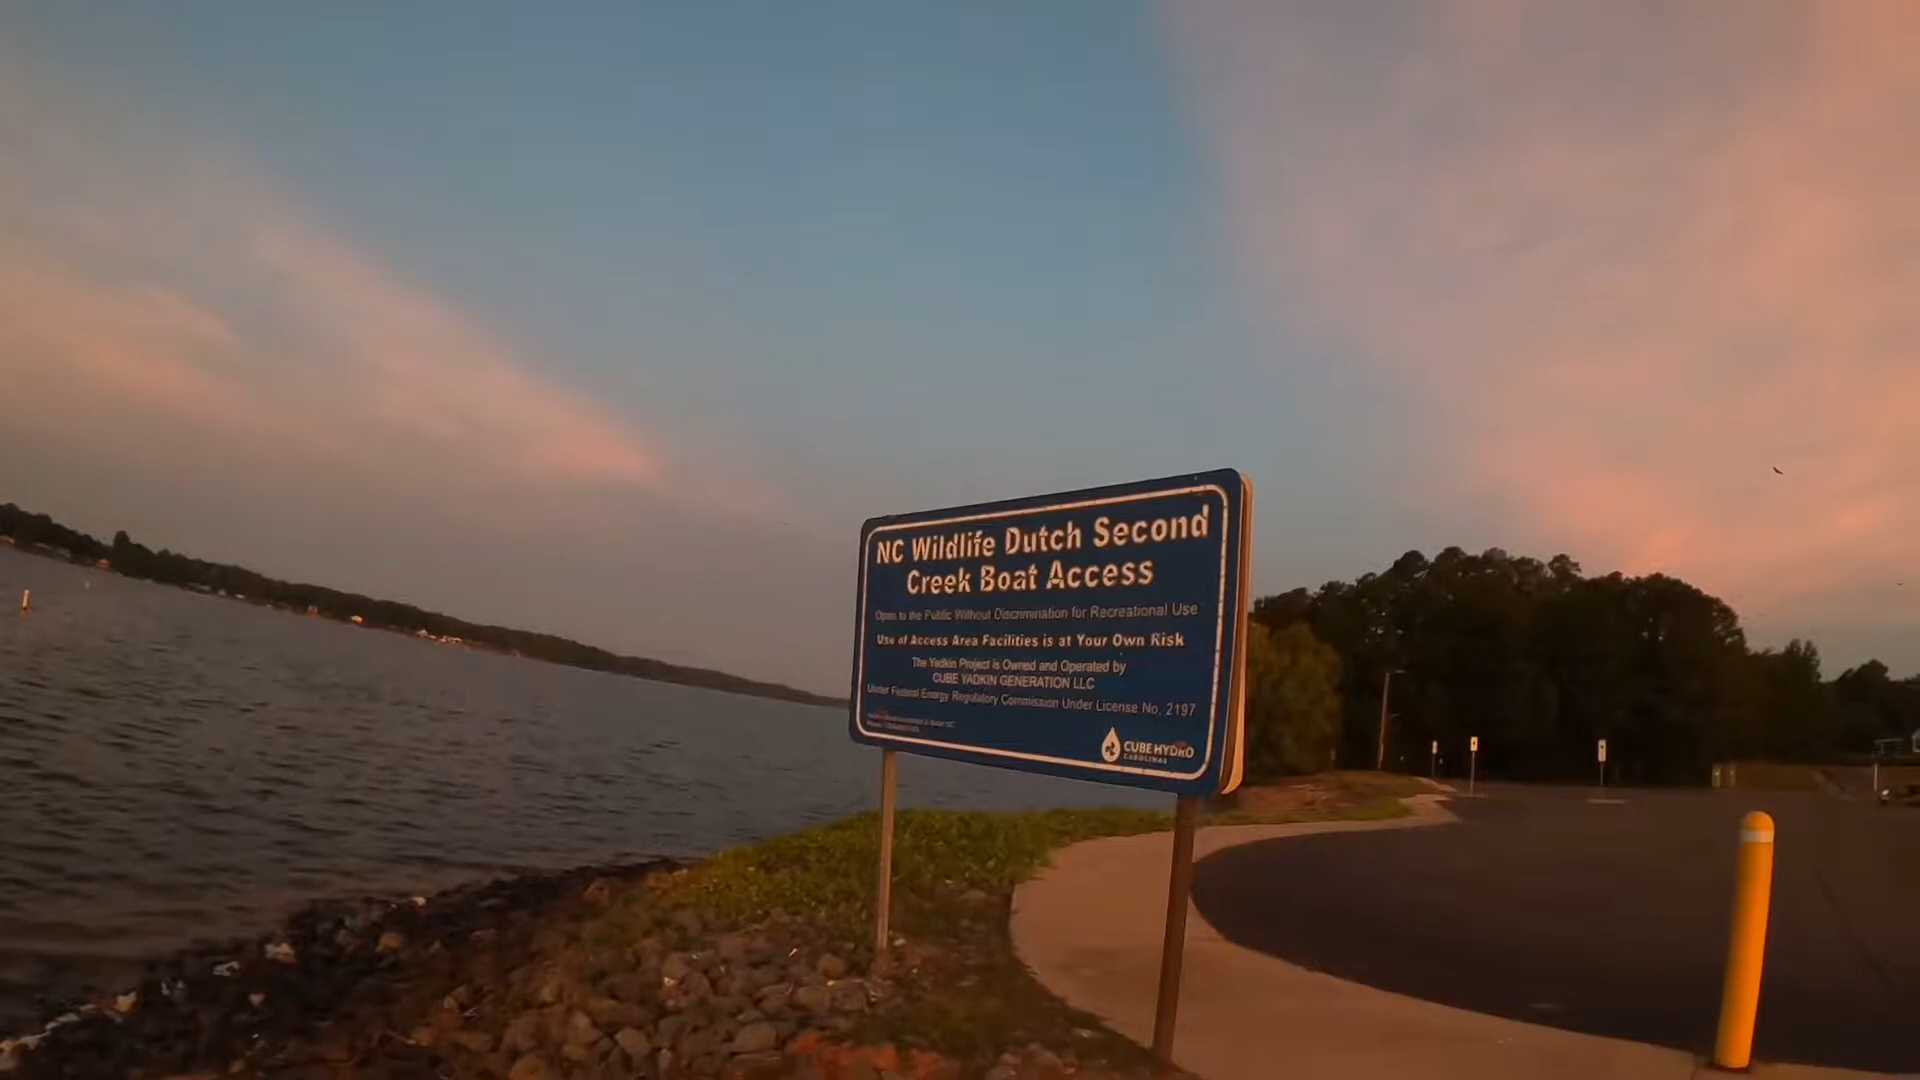 NC Wildlife Dutch Second
Creek Boat Access
Open to the Public Without Discrimination for Recreational Use
Use of Access Area Facilities is at Your Own Risk
The Yadkin Project is Owned and Operated by
CUBE YADKIN GENERATION LLC
Under Federal Energy Regulatory Commission Under License No. 2197
CUBE HYDRO
CAROLINAS